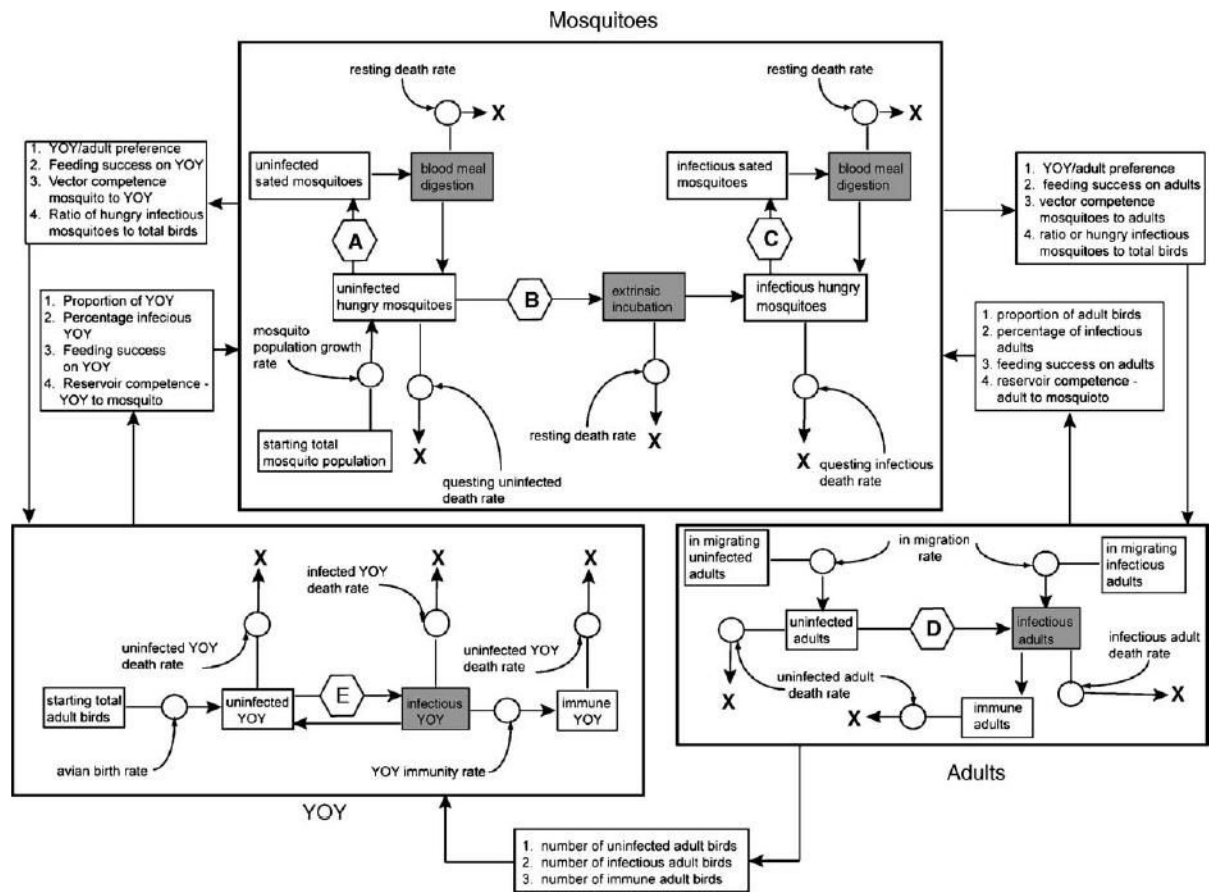 Mosquitoes
resting death rate
X
resting death rate
X
1. YOY/adult preference
2. Feeding success on YOY
3. Vector competence
mosquito to YOY
4. Ratio of hungry infectious
mosquitoes to total birds
uninfected
sated mosquitoes
blood meal
digestion
infectious sated
mosquitoes
blood meal
digestion
1. YOY/adult preference
2. feeding success on adults
3. vector competence
mosquitoes to adults
4. ratio or hungry infectious
mosquitoes to total birds
A
C
uninfected
hungry mosquitoes
B
extrinsic
incubation
infectious hungry
mosquitoes
1. Proportion of YOY
2. Percentage infecious
YOY
3. Feeding success
on YOY
4. Reservoir competence -
YOY to mosquito
mosquito
population growth
rate
1. proportion of adult birds
2. percentage of infectious
adults
3. feeding success on adults
4. reservoir competence -
adult to mosquioto
starting total
mosquito population
X
questing uninfected
death rate
resting death rate
X
X
questing infectious
death rate
X
infected YOY
death rate
X
X
uninfected YOY
death rate
uninfected YOY
death rate
starting total
adult birds
uninfected
YOY
E
infectious
YOY
immune
YOY
avian birth rate
YOY immunity rate
YOY
in migrating
uninfected
adults
in migration
rate
in migrating
infectious
adults
uninfected
adults
D
infectious
adults
infectious adult
death rate
X
uninfected adult
death rate
X
X
immune
adults
Adults
1. number of uninfected adult birds
2. number of infectious adult birds
3. number of immune adult birds